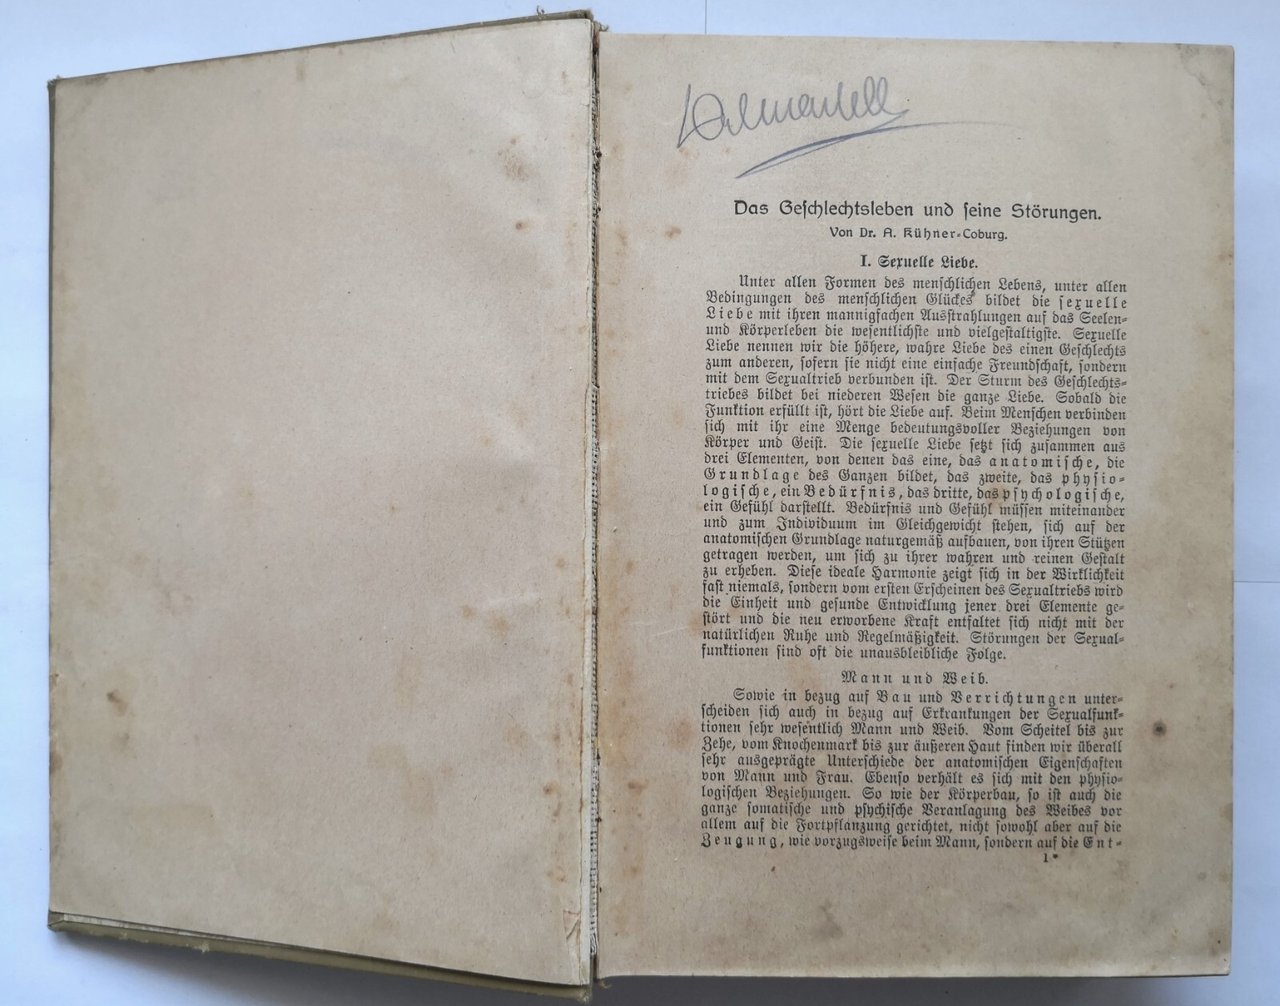 Das Geschlechtsleben und seine Störungen.
Von Dr. A. Kühner-Coburg.
I. Sexuelle Liebe.
Unter allen Formen des menschlichen Lebens, unter allen
Bedingungen des menschlichen Glückes bildet die sexuelle
Liebe mit ihren mannigfachen Ausstrahlungen auf das Seelen-
und Körperleben die wesentlichste und vielgestaltigste. Sexuelle
Liebe nennen wir die höhere, wahre Liebe des einen Geschlechts
zum anderen, sofern sie nicht eine einfache Freundschaft, sondern
mit dem Sexualtrieb verbunden ist. Der Sturm des Geschlechts-
triebes bildet bei niederen Wesen die ganze Liebe. Sobald die
Funktion erfüllt ist, hört die Liebe auf. Beim Menschen verbinden
sich mit ihr eine Menge bedeutungsvoller Beziehungen von
Körper und Geist. Die sexuelle Liebe setzt sich zusammen aus
drei Elementen, von denen das eine, das anatomische, die
Grundlage des Ganzen bildet, das zweite, das physio-
logische, ein Bedürfnis, das dritte, das psychologische,
ein Gefühl darstellt. Bedürfnis und Gefühl müssen miteinander
und zum Individuum im Gleichgewicht stehen, sich auf der
anatomischen Grundlage naturgemäß aufbauen, von ihren Stützen
getragen werden, um sich zu ihrer wahren und reinen Gestalt
zu erheben. Diese ideale Harmonie zeigt sich in der Wirklichkeit
fast niemals, sondern vom ersten Erscheinen des Sexualtriebs wird
die Einheit und gesunde Entwicklung jener drei Elemente ge-
stört und die neu erworbene Kraft entfaltet sich nicht mit der
natürlichen Ruhe und Regelmäßigkeit. Störungen der Sexual-
funktionen sind oft die unausbleibliche Folge.
Mann und Weib.
Sowie in bezug auf Bau und Verrichtungen unter-
scheiden sich auch in bezug auf Erkrankungen der Sexualfunk-
tionen sehr wesentlich Mann und Weib. Vom Scheitel bis zur
Zehe, vom Knochenmark bis zur äußeren Haut finden wir überall
sehr ausgeprägte Unterschiede der anatomischen Eigenschaften
von Mann und Frau. Ebenso verhält es sich mit den physio-
logischen Beziehungen. So wie der Körperbau, so ist auch die
ganze somatische und psychische Veranlagung des Weibes vor
allem auf die Fortpflanzung gerichtet, nicht sowohl aber auf die
Zeugung, wie vorzugsweise beim Mann, sondern auf die Ent-
1*